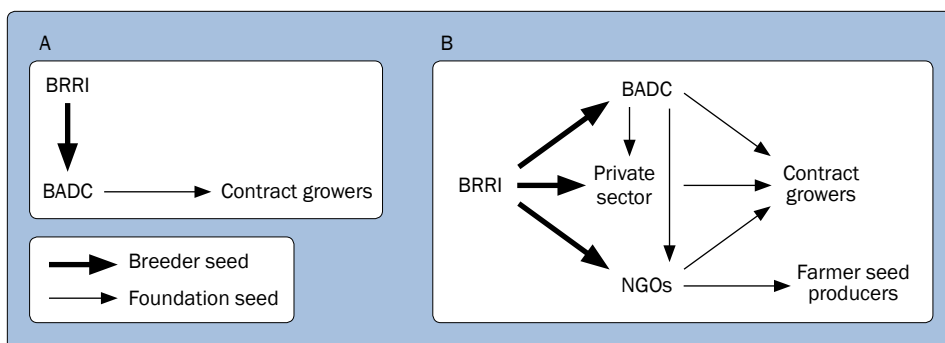 A
BRRI
BADC
Contract growers
Breeder seed
Foundation seed
B
BADC
BRRI
Private
sector
Contract
growers
NGOs
Farmer seed
producers